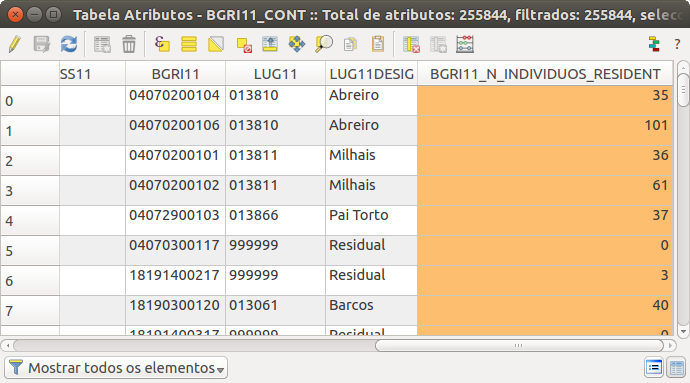 Tabela Atributos - BGRI11_CONT :: Total de atributos: 255844, filtrados: 255844, selec
?
SS11 BGRI11 LUG11 LUG11DESIG BGRI11_N_INDIVIDUOS_RESIDENT
0 04070200104 013810 Abreiro 35
1 04070200106 013810 Abreiro 101
2 04070200101 013811 Milhais 36
3 04070200102 013811 Milhais 61
4 04072900103 013866 Pai Torto 37
5 04070300117 999999 Residual 0
6 18191400217 999999 Residual 3
7 18190300120 013061 Barcos 40
18191400317 999999 Residual 0
Mostrar todos os elementos